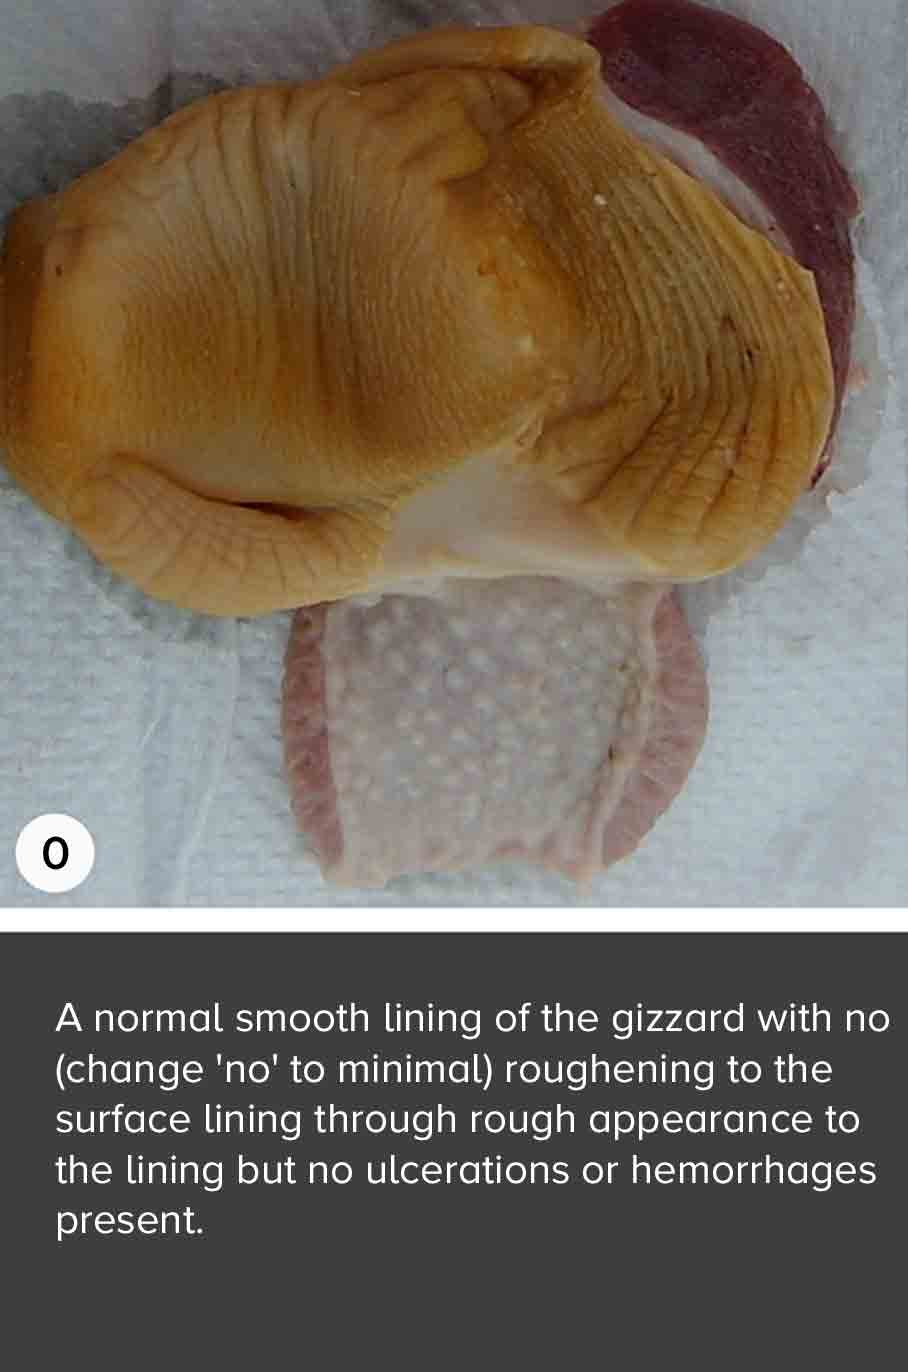 0
A normal smooth lining of the gizzard with no
(change 'no' to minimal) roughening to the
surface lining through rough appearance to
the lining but no ulcerations or hemorrhages
present.